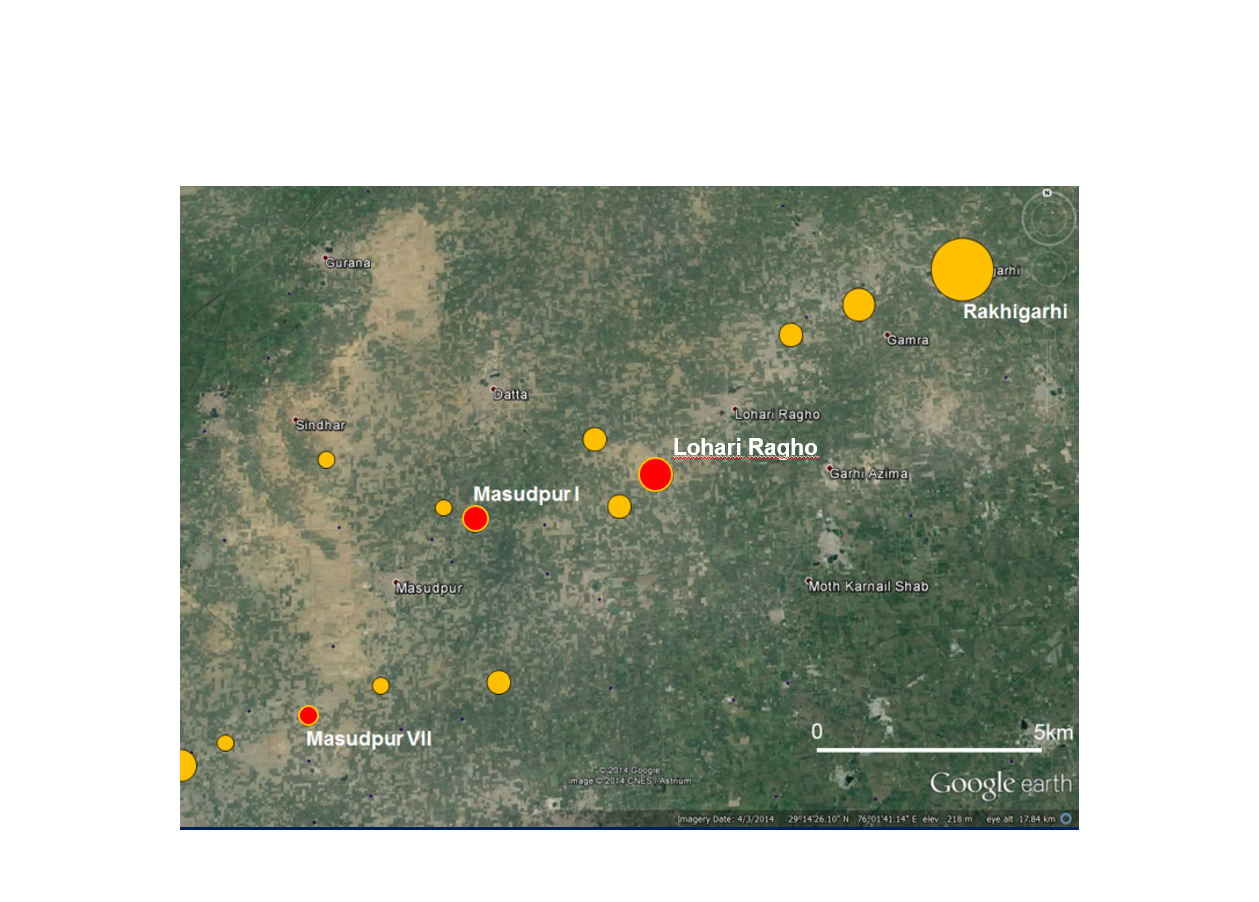 N
Gurana
jarhi
Rakhigarhi
Gamra
Datta
Lohari Ragho
Sindhar
Lohari Ragho
Garhi Azima
Masudpur I
Masudpur
Moth Karnail Shab
Masudpur VII
0 5km
© 2014 Google
Image © 2014 CNES / Astrium
Google earth
Imagery Date: 4/3/2014 29°14'26.10" N 76°01'41.14" E elev 218 m eye alt 17.84 km